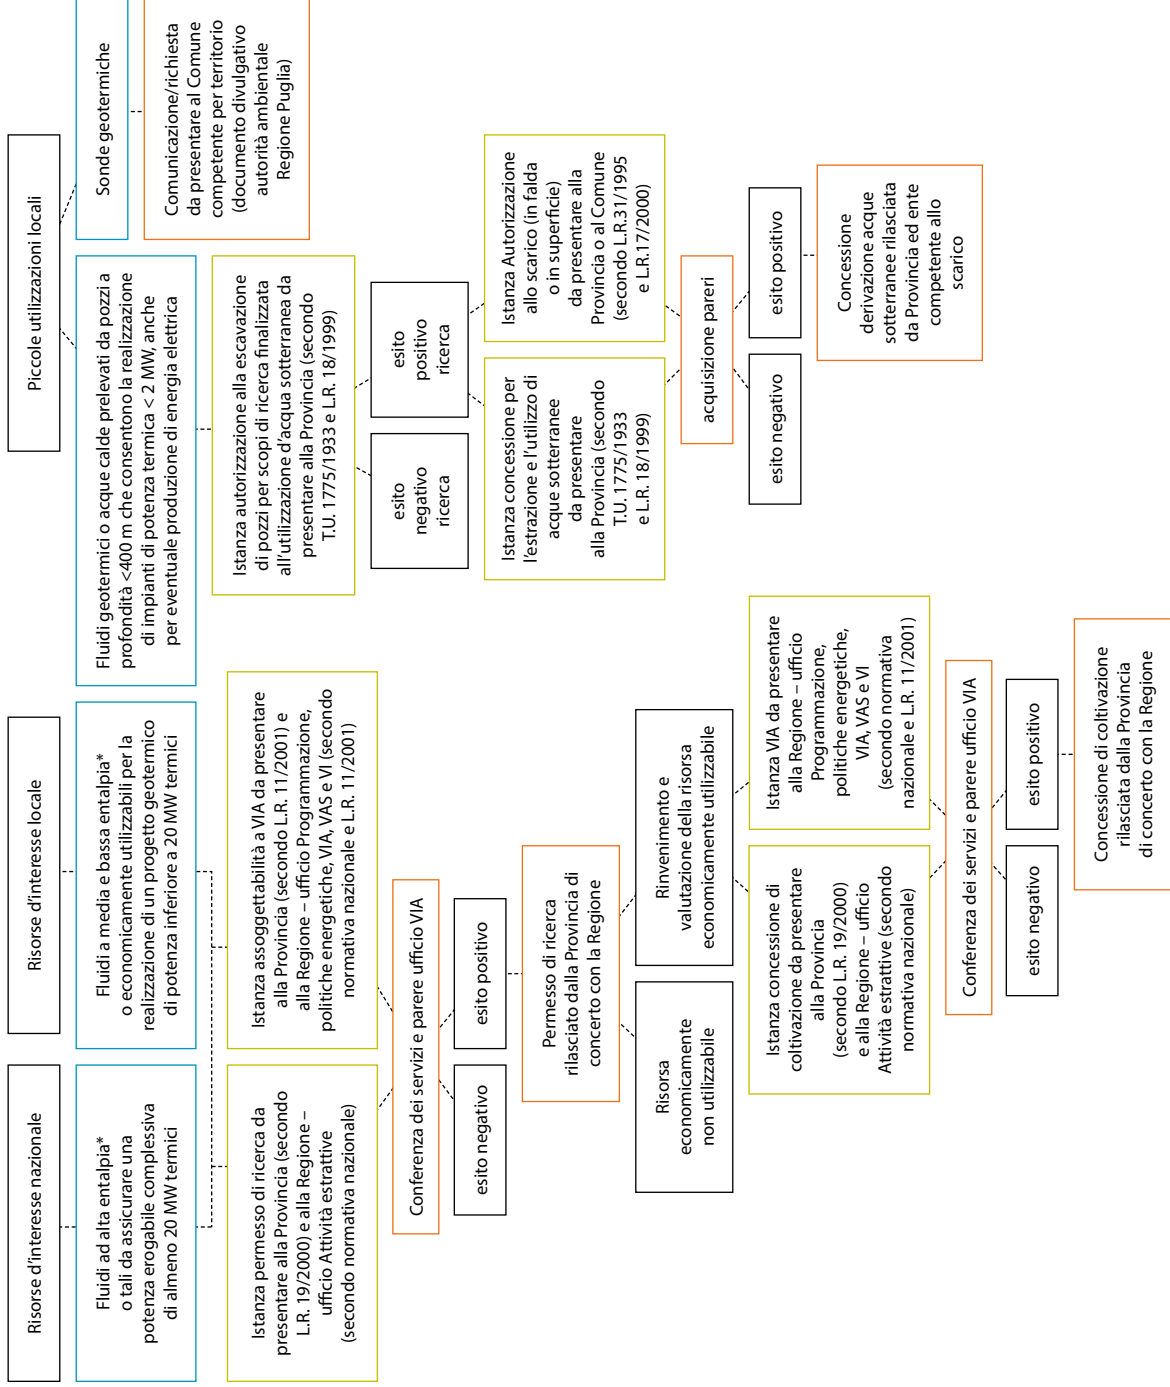 Risorse d'interesse nazionale
Fluidi ad alta entalpia*
o tali da assicurare una
potenza erogabile complessiva
di almeno 20 MW termici
Risorse d'interesse locale
Fluidi a media e bassa entalpia*
o economicamente utilizzabili per la
realizzazione di un progetto geotermico
di potenza inferiore a 20 MW termici
Istanza permesso di ricerca da
presentare alla Provincia (secondo
L.R. 19/2000) e alla Regione –
ufficio Attività estrattive
(secondo normativa nazionale)
Istanza assoggettabilità a VIA da presentare
alla Provincia (secondo L.R. 11/2001) e
alla Regione – ufficio Programmazione,
politiche energetiche, VIA, VAS e VI (secondo
normativa nazionale e L.R. 11/2001)
Conferenza dei servizi e parere ufficio VIA
esito negativo
esito positivo
Permesso di ricerca
rilasciato dalla Provincia di
concerto con la Regione
Risorsa
economicamente
non utilizzabile
Rinvenimento e
valutazione della risorsa
economicamente utilizzabile
Istanza concessione di
coltivazione da presentare
alla Provincia
(secondo L.R. 19/2000)
e alla Regione – ufficio
Attività estrattive (secondo
normativa nazionale)
Istanza VIA da presentare
alla Regione – ufficio
Programmazione,
politiche energetiche,
VIA, VAS e VI
(secondo normativa
nazionale e L.R. 11/2001)
Conferenza dei servizi e parere ufficio VIA
esito negativo
esito positivo
Concessione di coltivazione
rilasciata dalla Provincia
di concerto con la Regione
Piccole utilizzazioni locali
Fluidi geotermici o acque calde prelevati da pozzi a
profondità <400 m che consentono la realizzazione
di impianti di potenza termica < 2 MW, anche
per eventuale produzione di energia elettrica
Sonde geotermiche
Comunicazione/richiesta
da presentare al Comune
competente per territorio
(documento divulgativo
autorità ambientale
Regione Puglia)
Istanza autorizzazione alla escavazione
di pozzi per scopi di ricerca finalizzata
all'utilizzazione d'acqua sotterranea da
presentare alla Provincia (secondo
T.U. 1775/1933 e L.R. 18/1999)
esito
negativo
ricerca
esito
positivo
ricerca
Istanza concessione per
l'estrazione e l'utilizzo di
acque sotterranee
da presentare
alla Provincia (secondo
T.U. 1775/1933
e L.R. 18/1999)
Istanza Autorizzazione
allo scarico (in falda
o in superficie)
da presentare alla
Provincia o al Comune
(secondo L.R.31/1995
e L.R.17/2000)
acquisizione pareri
esito negativo
esito positivo
Concessione
derivazione acque
sotterranee rilasciata
da Provincia ed ente
competente allo
scarico